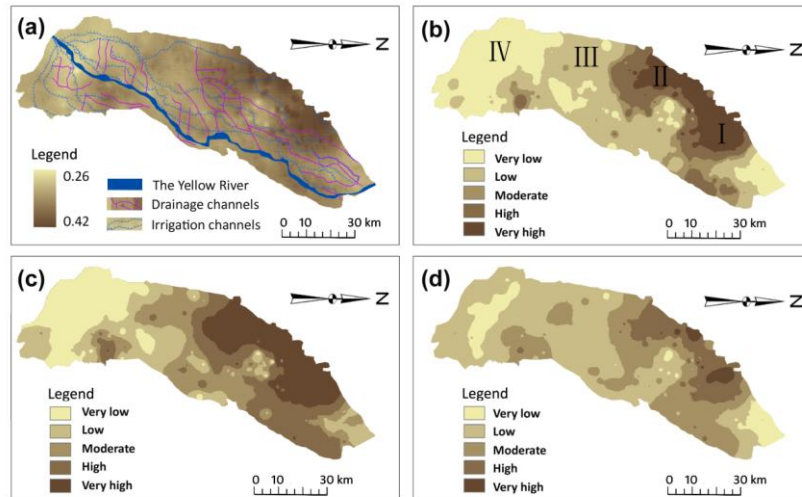 (a)
N
Legend
0.26
0.42
The Yellow River
Drainage channels
Irrigation channels
0 10 30 km
(b)
N
IV
III
II
I
Legend
Very low
Low
Moderate
High
Very high
0 10 30 km
(c)
N
Legend
Very low
Low
Moderate
High
Very high
0 10 30 km
(d)
N
Legend
Very low
Low
Moderate
High
Very high
0 10 30 km